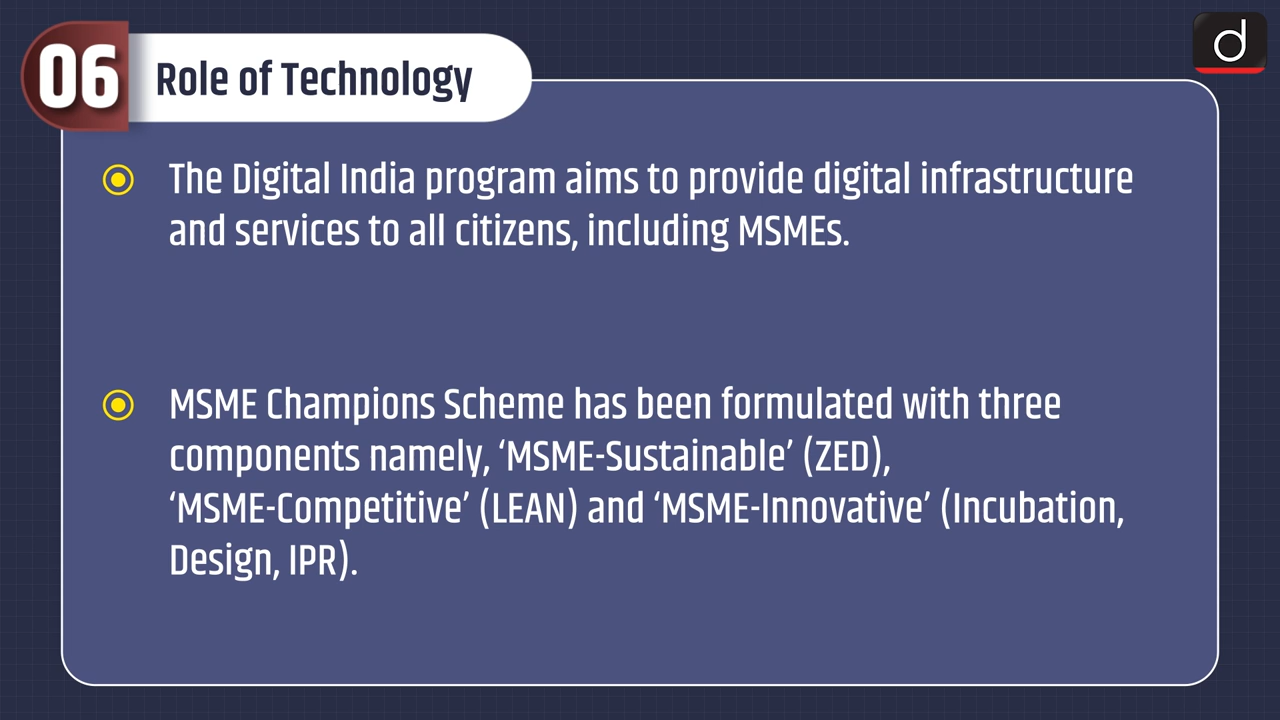 06
Role of Technology
d
The Digital India program aims to provide digital infrastructure
and services to all citizens, including MSMEs.
MSME Champions Scheme has been formulated with three
components namely, ‘MSME-Sustainable’ (ZED),
‘MSME-Competitive’ (LEAN) and ‘MSME-Innovative’ (Incubation,
Design, IPR).